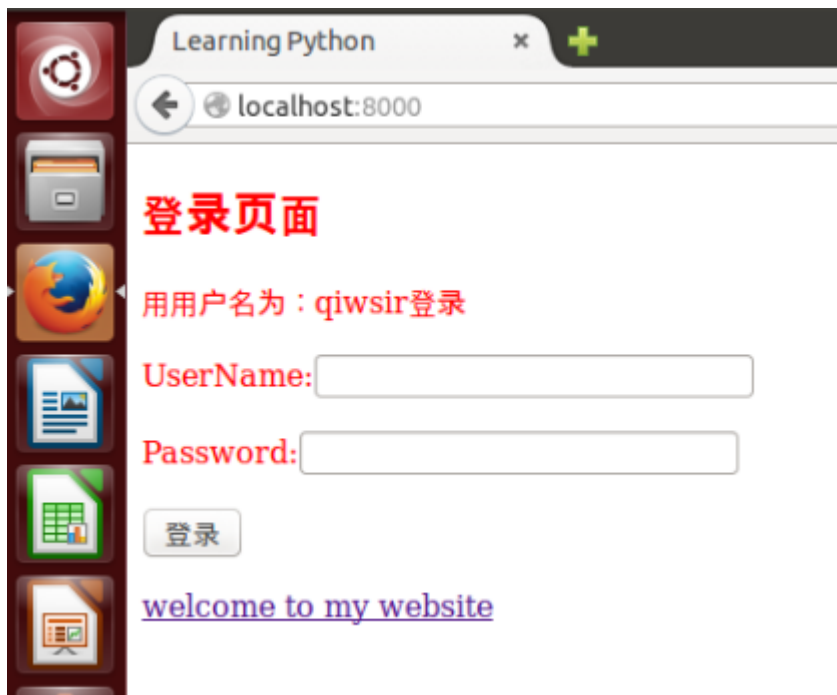 Learning Python
localhost:8000
登录页面
用用户名为：qiwsir登录
UserName:
Password:
登录
welcome to my website